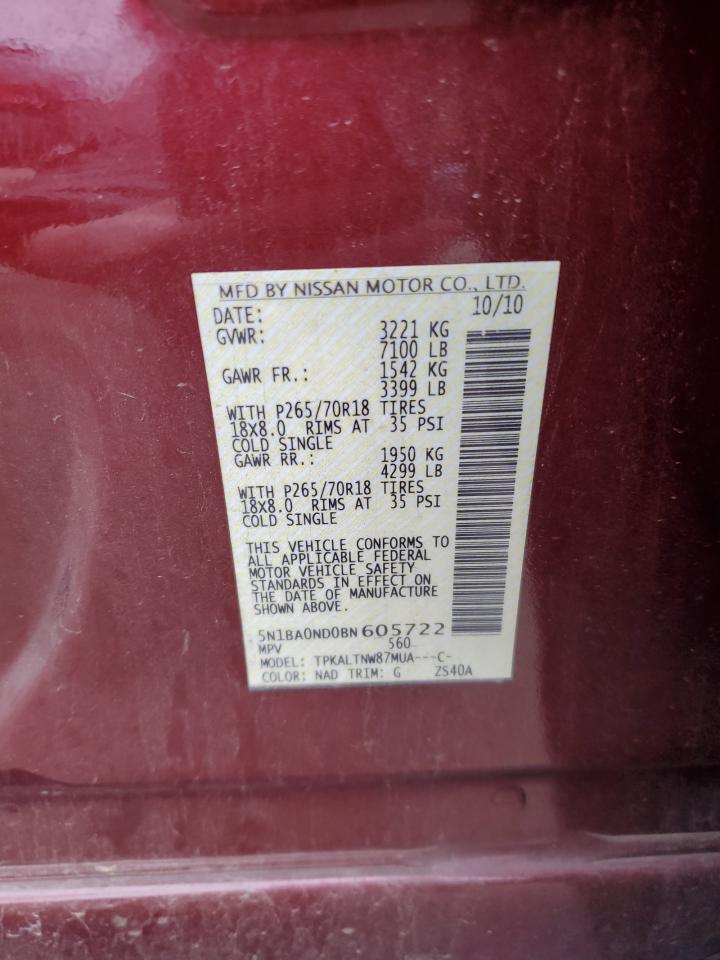 MFD BY NISSAN MOTOR CO., LTD.
DATE: 10/10
GVWR: 3221 KG
7100 LB
GAWR FR.: 1542 KG
3399 LB
WITH P265/70R18 TIRES
18X8.0 RIMS AT 35 PSI
COLD SINGLE
GAWR RR.: 1950 KG
4299 LB
WITH P265/70R18 TIRES
18X8.0 RIMS AT 35 PSI
COLD SINGLE
THIS VEHICLE CONFORMS TO
ALL APPLICABLE FEDERAL
MOTOR VEHICLE SAFETY
STANDARDS IN EFFECT ON
THE DATE OF MANUFACTURE
SHOWN ABOVE.
5N1BA0ND0BN605722
MPV 560
MODEL: TPKALTNW87MUA---C-
COLOR: NAD TRIM: G ZS40A